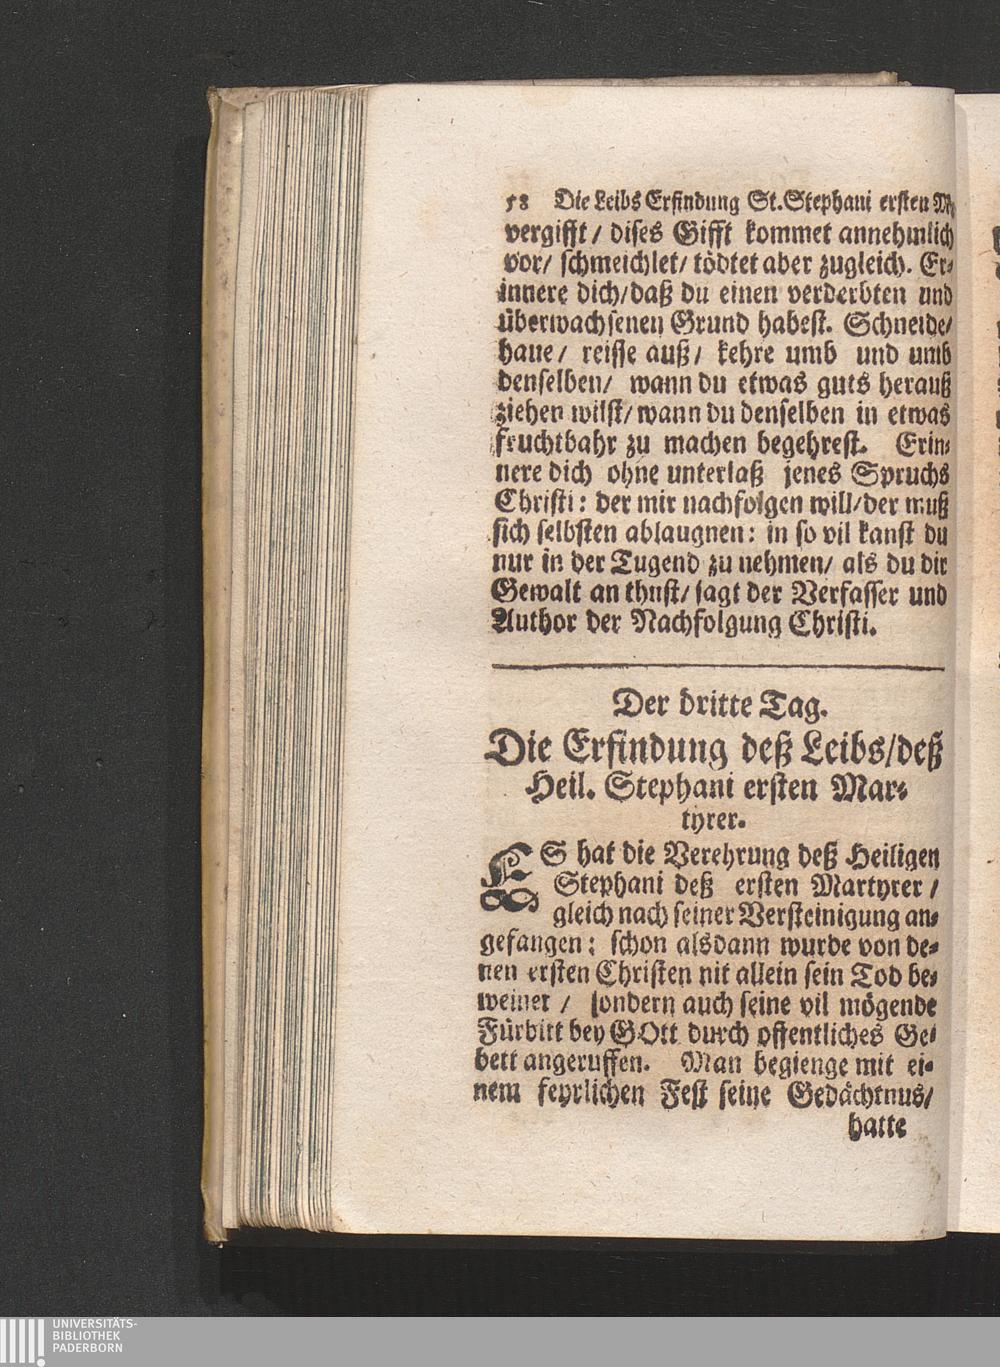 58 Die Leibs Erfindung St. Stephani ersten M
vergifft / dises Gifft kommet annehmlich
vor / schmeichlet / tödtet aber zugleich. Er-
innere dich / daß du einen verderbten und
überwachsenen Grund habest. Schneide /
haue / reisse auß / kehre umb und umb
denselben / wann du etwas guts herauß
ziehen wilst / wann du denselben in etwas
fruchtbahr zu machen begehrest. Erin-
nere dich ohne unterlaß jenes Spruchs
Christi: der mir nachfolgen will / der muß
sich selbsten ablaugnen: in so vil kanst du
nur in der Tugend zu nehmen / als du dir
Gewalt an thust / sagt der Verfasser und
Author der Nachfolgung Christi.
Der dritte Tag.
Die Erfindung deß Leibs / deß
Heil. Stephani ersten Mar-
tyrer.
ES hat die Verehrung deß Heiligen
Stephani deß ersten Martyrer /
gleich nach seiner Versteinigung an-
gefangen: schon alsdann wurde von de-
nen ersten Christen nit allein sein Tod be-
weinet / sondern auch seine vil mögende
Fürbitt bey GOtt durch offentliches Ge-
bett angeruffen. Man begienge mit ei-
nem feyrlichen Fest seine Gedächtnus /
hatte
UNIVERSITÄTS-
BIBLIOTHEK
PADERBORN